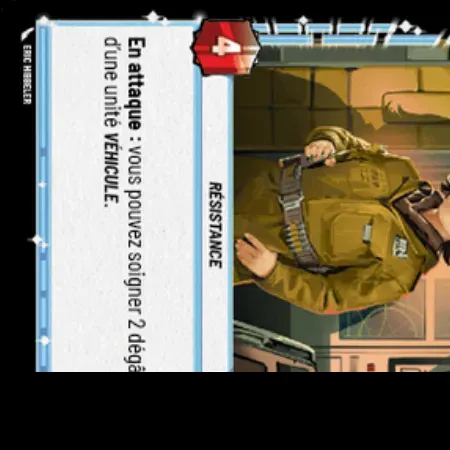 4
RÉSISTANCE
En attaque : vous pouvez soigner 2 dégâ
d'une unité VÉHICULE.
ERIC HIBBELER